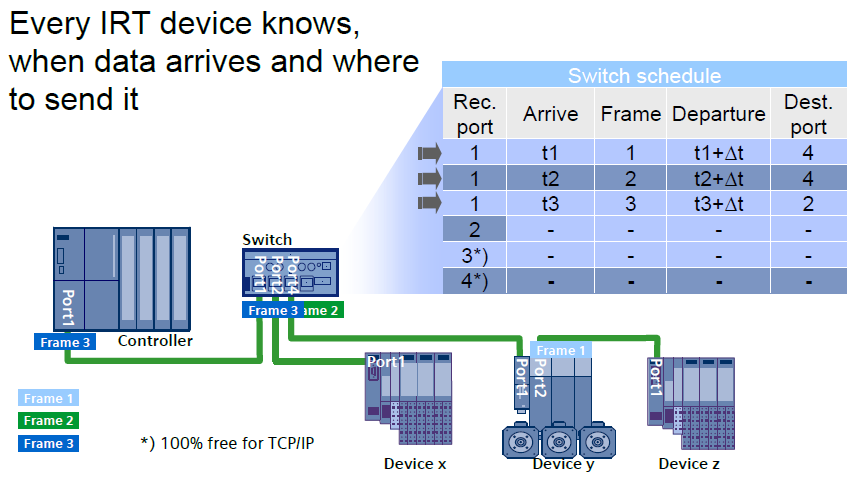 Every IRT device knows,
when data arrives and where
to send it
Switch schedule
Rec. port Arrive Frame Departure Dest. port
1 t1 1 t1+Δt 4
1 t2 2 t2+Δt 4
1 t3 3 t3+Δt 2
2 - - - -
3*) - - - -
4*) - - - -
Switch
Port1
Port2
Port4
Frame 3
ame 2
Port1
Frame 3
Controller
Frame 1
Port1
Port1
Port2
Port1
Frame 1
Frame 2
Frame 3
*) 100% free for TCP/IP
Device x
Device y
Device z